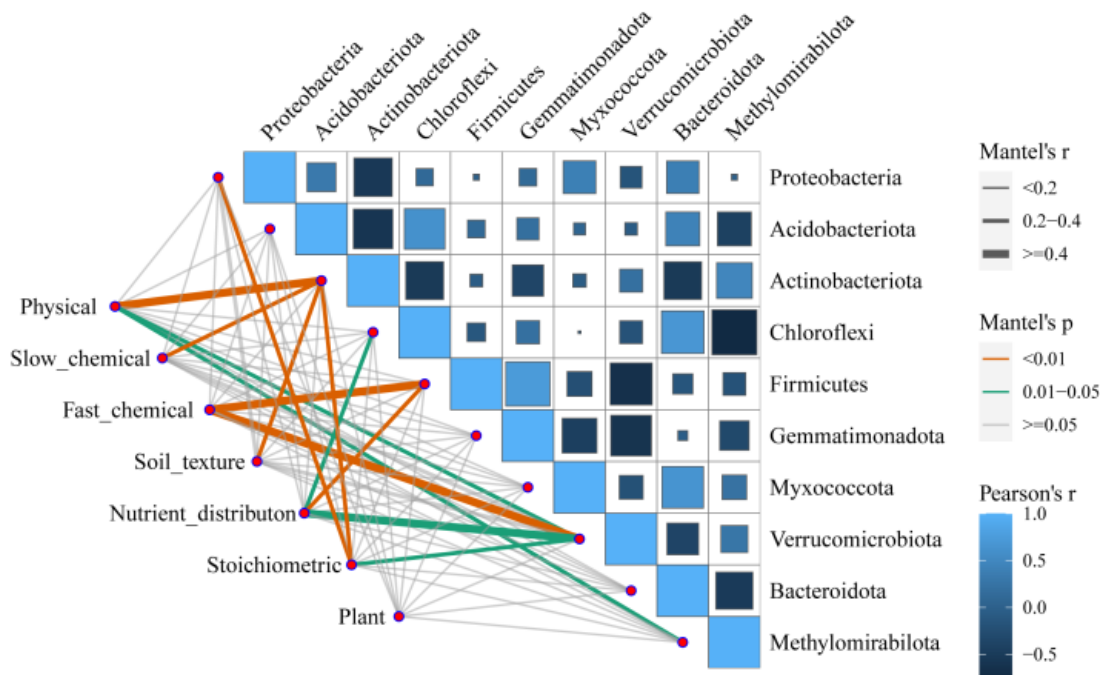 Proteobacteria
Acidobacteriota
Actinobacteriota
Chloroflexi
Firmicutes
Gemmatimonadota
Myxococcota
Verrucomicrobiota
Bacteroidota
Methylomirabilota
Proteobacteria
Acidobacteriota
Actinobacteriota
Chloroflexi
Firmicutes
Gemmatimonadota
Myxococcota
Verrucomicrobiota
Bacteroidota
Methylomirabilota
Physical
Slow_chemical
Fast_chemical
Soil_texture
Nutrient_distributon
Stoichiometric
Plant
Mantel's r
<0.2
0.2−0.4
>=0.4
Mantel's p
<0.01
0.01−0.05
>=0.05
Pearson's r
1.0
0.5
0.0
−0.5